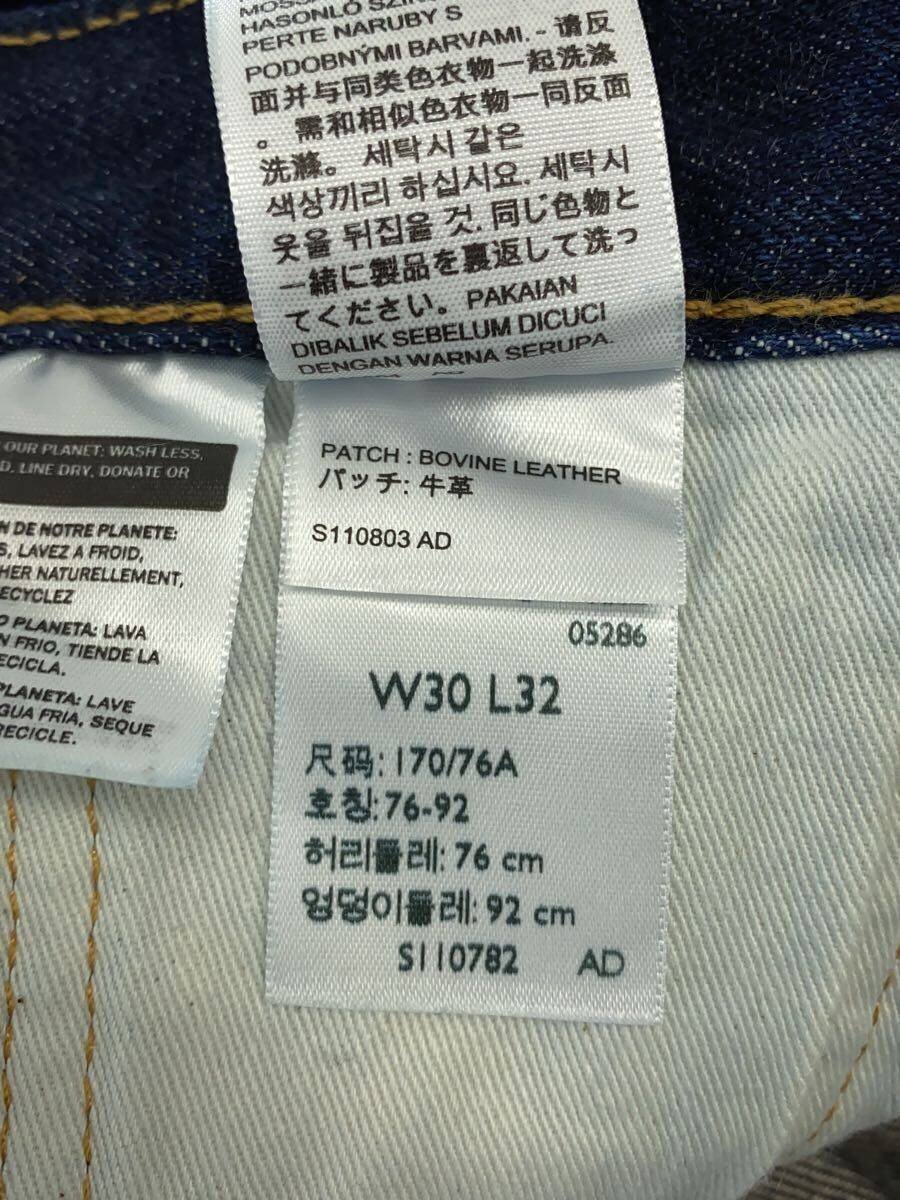 HASONLÓ SZÍN
PERTE NARUBY S
PODOBNÝMI BARVAMI. - 请反
面并与同类色衣物一起洗涤
。需和相似色衣物一同反面
洗滌。 세탁시 같은
색상끼리 하십시요. 세탁시
옷을 뒤집을 것. 同じ色物と
一緒に製品を裏返して洗っ
てください。PAKAIAN
DIBALIK SEBELUM DICUCI
DENGAN WARNA SERUPA.
AD
OUR PLANET: WASH LESS,
D, LINE DRY, DONATE OR
N DE NOTRE PLANETE:
S, LAVEZ A FROID,
HER NATURELLEMENT,
ECYCLEZ
O PLANETA: LAVA
N FRIO, TIENDE LA
ECICLA.
PLANETA: LAVE
GUA FRIA, SEQUE
RECICLE.
PATCH : BOVINE LEATHER
パッチ: 牛革
S110803 AD
05286
W30 L32
尺码: 170/76A
호칭: 76-92
허리둘레: 76 cm
엉덩이둘레: 92 cm
S110782 AD